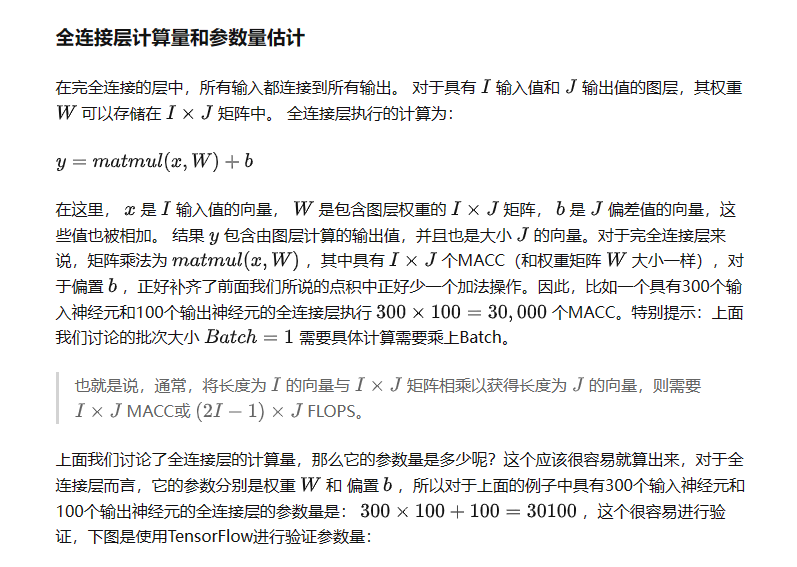 全连接层计算量和参数量估计
在完全连接的层中，所有输入都连接到所有输出。 对于具有 I 输入值和 J 输出值的图层，其权重
W 可以存储在 I × J 矩阵中。 全连接层执行的计算为：
y = matmul(x, W) + b
在这里， x 是 I 输入值的向量， W 是包含图层权重的 I × J 矩阵， b 是 J 偏差值的向量，这
些值也被相加。 结果 y 包含由图层计算的输出值，并且也是大小 J 的向量。对于完全连接层来
说，矩阵乘法为 matmul(x, W) ，其中具有 I × J 个MACC（和权重矩阵 W 大小一样），对
于偏置 b ，正好补齐了前面我们所说的点积中正好少一个加法操作。因此，比如一个具有300个输
入神经元和100个输出神经元的全连接层执行 300 × 100 = 30,000 个MACC。特别提示：上面
我们讨论的批次大小 Batch = 1 需要具体计算需要乘上Batch。
也就是说，通常，将长度为 I 的向量与 I × J 矩阵相乘以获得长度为 J 的向量，则需要
I × J MACC或 (2I − 1) × J FLOPS。
上面我们讨论了全连接层的计算量，那么它的参数量是多少呢？这个应该很容易就算出来，对于全
连接层而言，它的参数分别是权重 W 和 偏置 b ，所以对于上面的例子中具有300个输入神经元和
100个输出神经元的全连接层的参数量是： 300 × 100 + 100 = 30100 ，这个很容易进行验
证，下图是使用TensorFlow进行验证参数量：